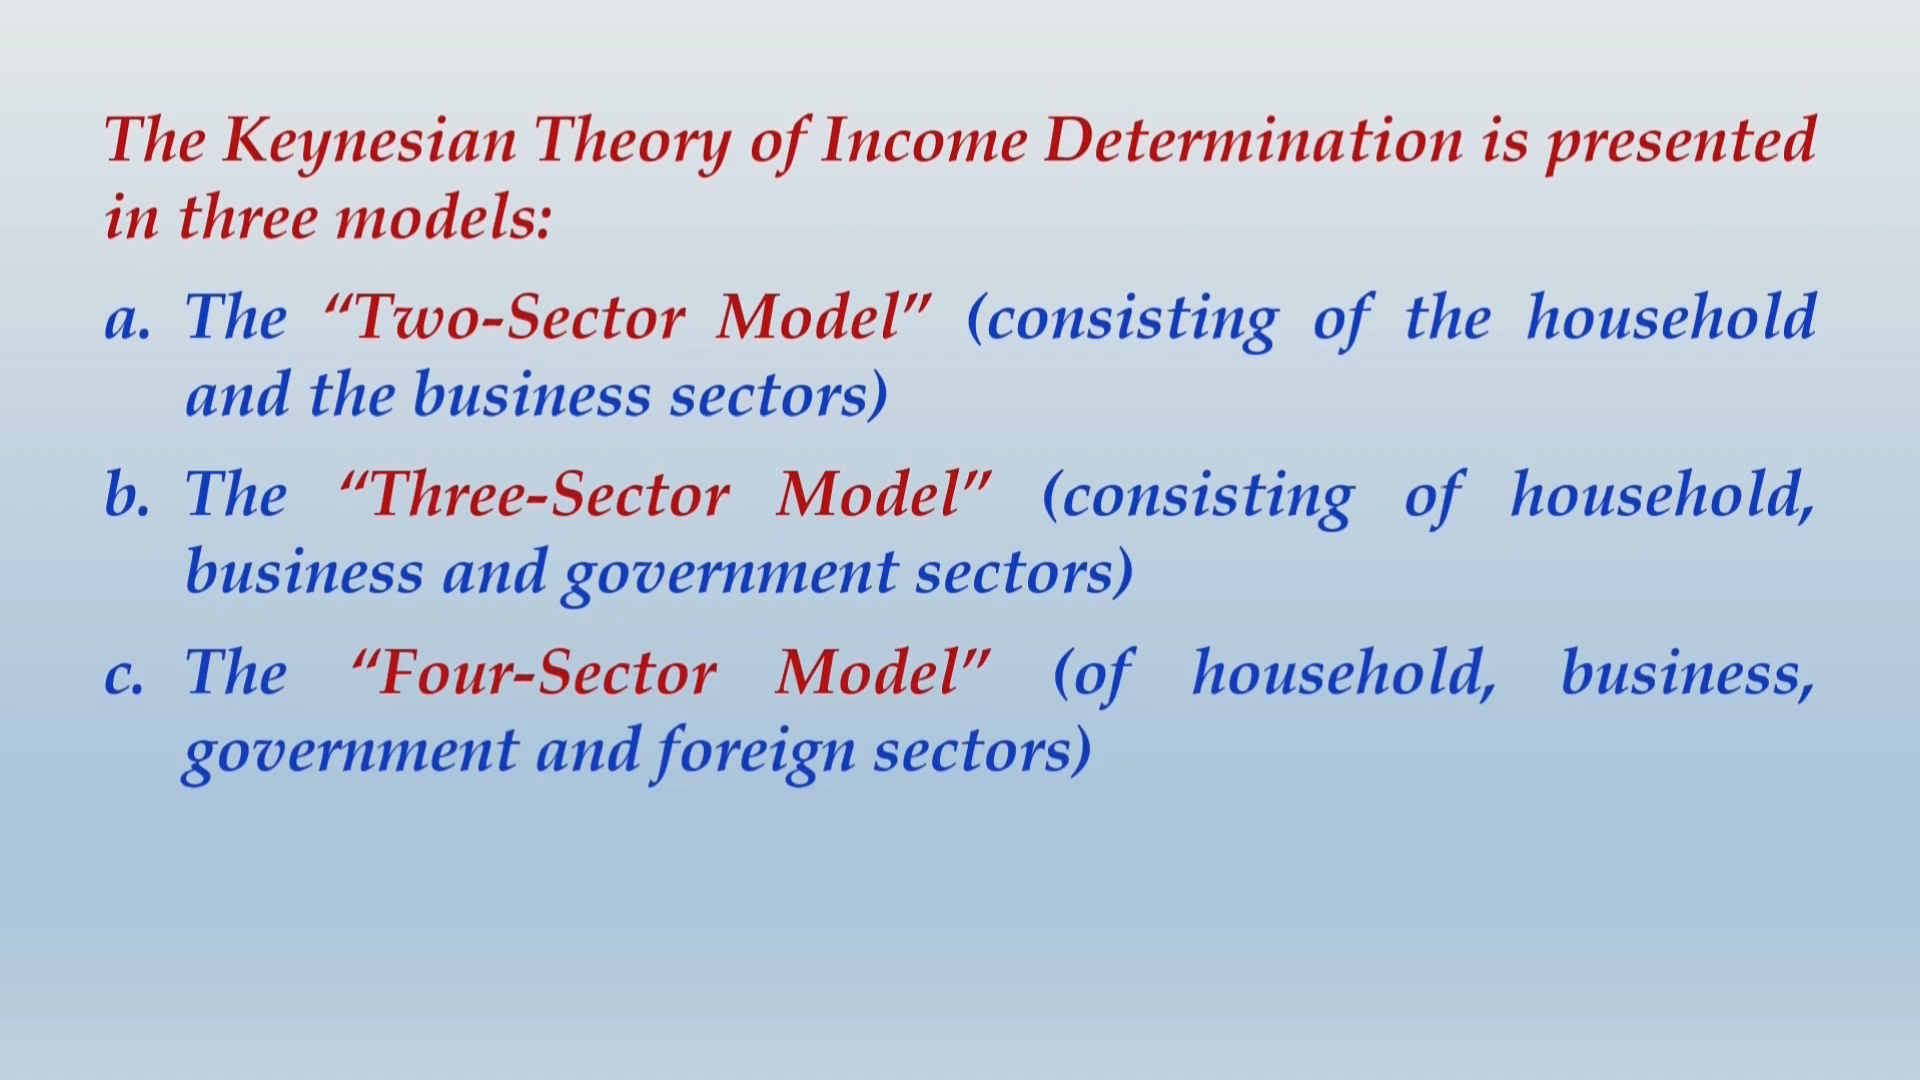 The Keynesian Theory of Income Determination is presented
in three models:
a. The “Two-Sector Model” (consisting of the household
and the business sectors)
b. The “Three-Sector Model” (consisting of household,
business and government sectors)
c. The “Four-Sector Model” (of household, business,
government and foreign sectors)